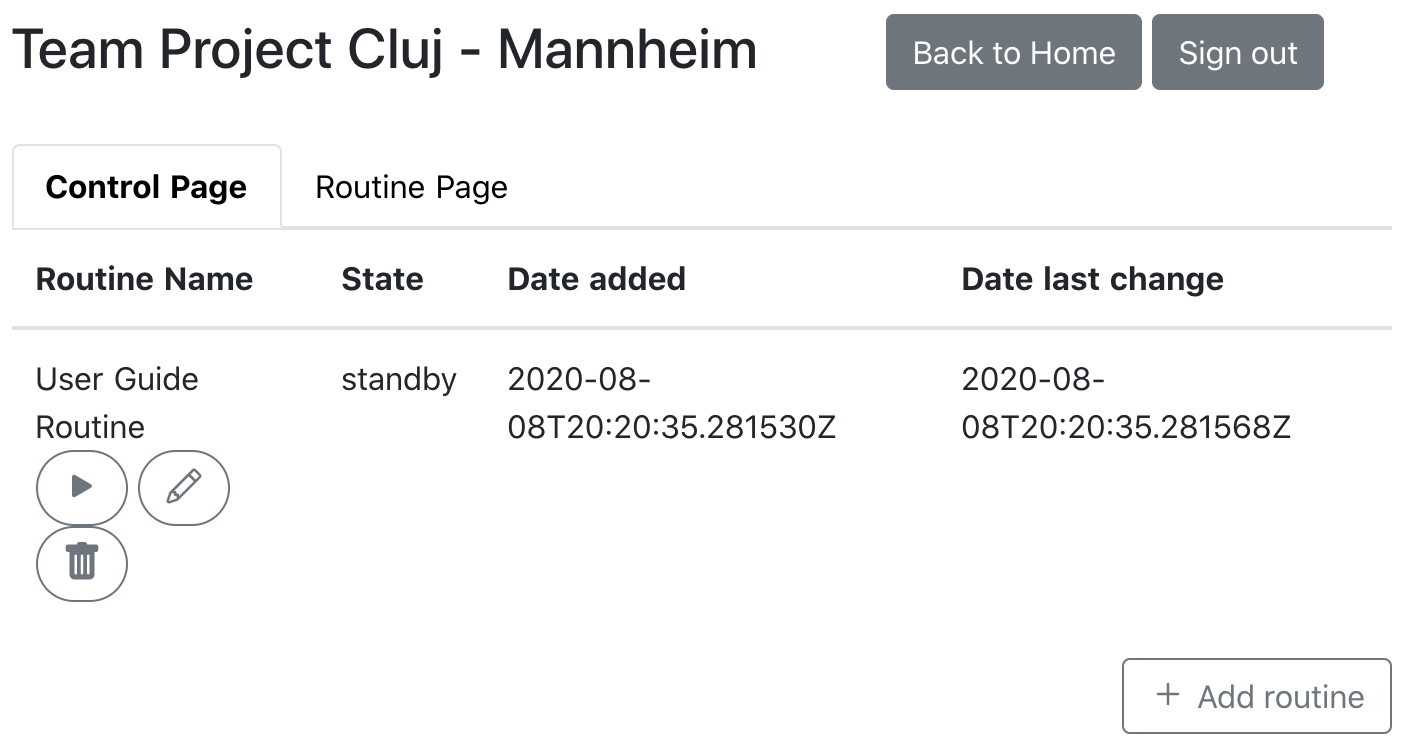 Team Project Cluj - Mannheim
Back to Home
Sign out
Control Page
Routine Page
Routine Name
State
Date added
Date last change
User Guide
Routine
standby
2020-08-
08T20:20:35.281530Z
2020-08-
08T20:20:35.281568Z
+ Add routine